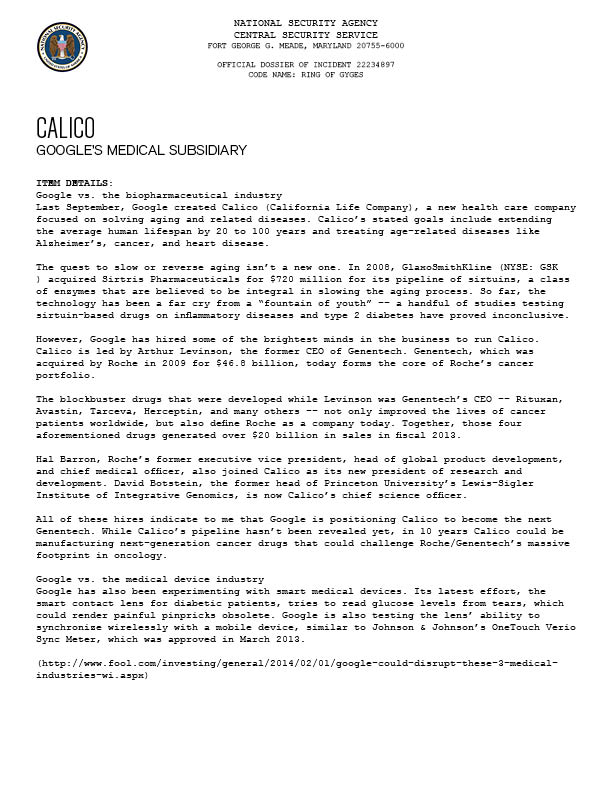 NATIONAL SECURITY AGENCY
CENTRAL SECURITY SERVICE
FORT GEORGE G. MEADE, MARYLAND 20755-6000
OFFICIAL DOSSIER OF INCIDENT 22234897
CODE NAME: RING OF GYGES
CALICO
GOOGLE'S MEDICAL SUBSIDIARY
ITEM DETAILS:
Google vs. the biopharmaceutical industry
Last September, Google created Calico (California Life Company), a new health care company
focused on solving aging and related diseases. Calico’s stated goals include extending
the average human lifespan by 20 to 100 years and treating age-related diseases like
Alzheimer’s, cancer, and heart disease.
The quest to slow or reverse aging isn’t a new one. In 2008, GlaxoSmithKline (NYSE: GSK
) acquired Sirtris Pharmaceuticals for $720 million for its pipeline of sirtuins, a class
of enzymes that are believed to be integral in slowing the aging process. So far, the
technology has been a far cry from a “fountain of youth” -- a handful of studies testing
sirtuin-based drugs on inflammatory diseases and type 2 diabetes have proved inconclusive.
However, Google has hired some of the brightest minds in the business to run Calico.
Calico is led by Arthur Levinson, the former CEO of Genentech. Genentech, which was
acquired by Roche in 2009 for $46.8 billion, today forms the core of Roche’s cancer
portfolio.
The blockbuster drugs that were developed while Levinson was Genentech’s CEO -- Rituxan,
Avastin, Tarceva, Herceptin, and many others -- not only improved the lives of cancer
patients worldwide, but also define Roche as a company today. Together, those four
aforementioned drugs generated over $20 billion in sales in fiscal 2013.
Hal Barron, Roche’s former executive vice president, head of global product development,
and chief medical officer, also joined Calico as its new president of research and
development. David Botstein, the former head of Princeton University’s Lewis-Sigler
Institute of Integrative Genomics, is now Calico’s chief science officer.
All of these hires indicate to me that Google is positioning Calico to become the next
Genentech. While Calico’s pipeline hasn’t been revealed yet, in 10 years Calico could be
manufacturing next-generation cancer drugs that could challenge Roche/Genentech’s massive
footprint in oncology.
Google vs. the medical device industry
Google has also been experimenting with smart medical devices. Its latest effort, the
smart contact lens for diabetic patients, tries to read glucose levels from tears, which
could render painful pinpricks obsolete. Google is also testing the lens’ ability to
synchronize wirelessly with a mobile device, similar to Johnson & Johnson’s OneTouch Verio
Sync Meter, which was approved in March 2013.
(http://www.fool.com/investing/general/2014/02/01/google-could-disrupt-these-3-medical-
industries-wi.aspx)